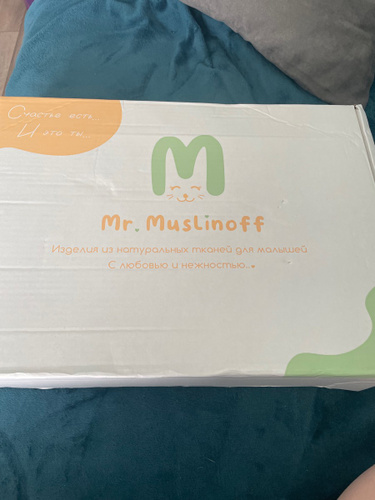 Счастье есть
И это ты...
M
Mr. Muslinoff
Изделия из натуральных тканей для малышей
С любовью и нежностью...